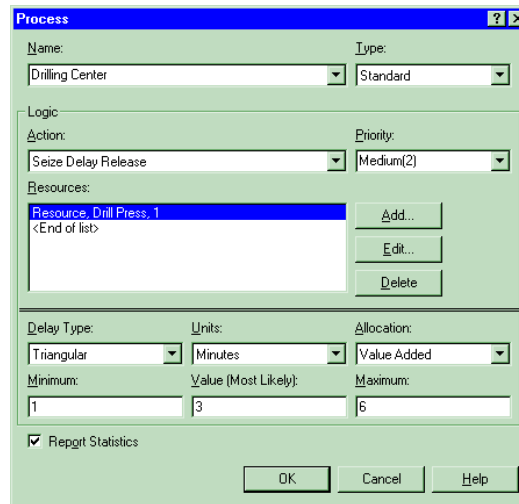 Process
Name: Type:
Drilling Center Standard
Logic
Action: Priority:
Seize Delay Release Medium(2)
Resources:
Resource, Drill Press, 1
<End of list>
Add...
Edit...
Delete
Delay Type: Units: Allocation:
Triangular Minutes Value Added
Minimum: Value (Most Likely): Maximum:
1 3 6
Report Statistics
OK Cancel Help